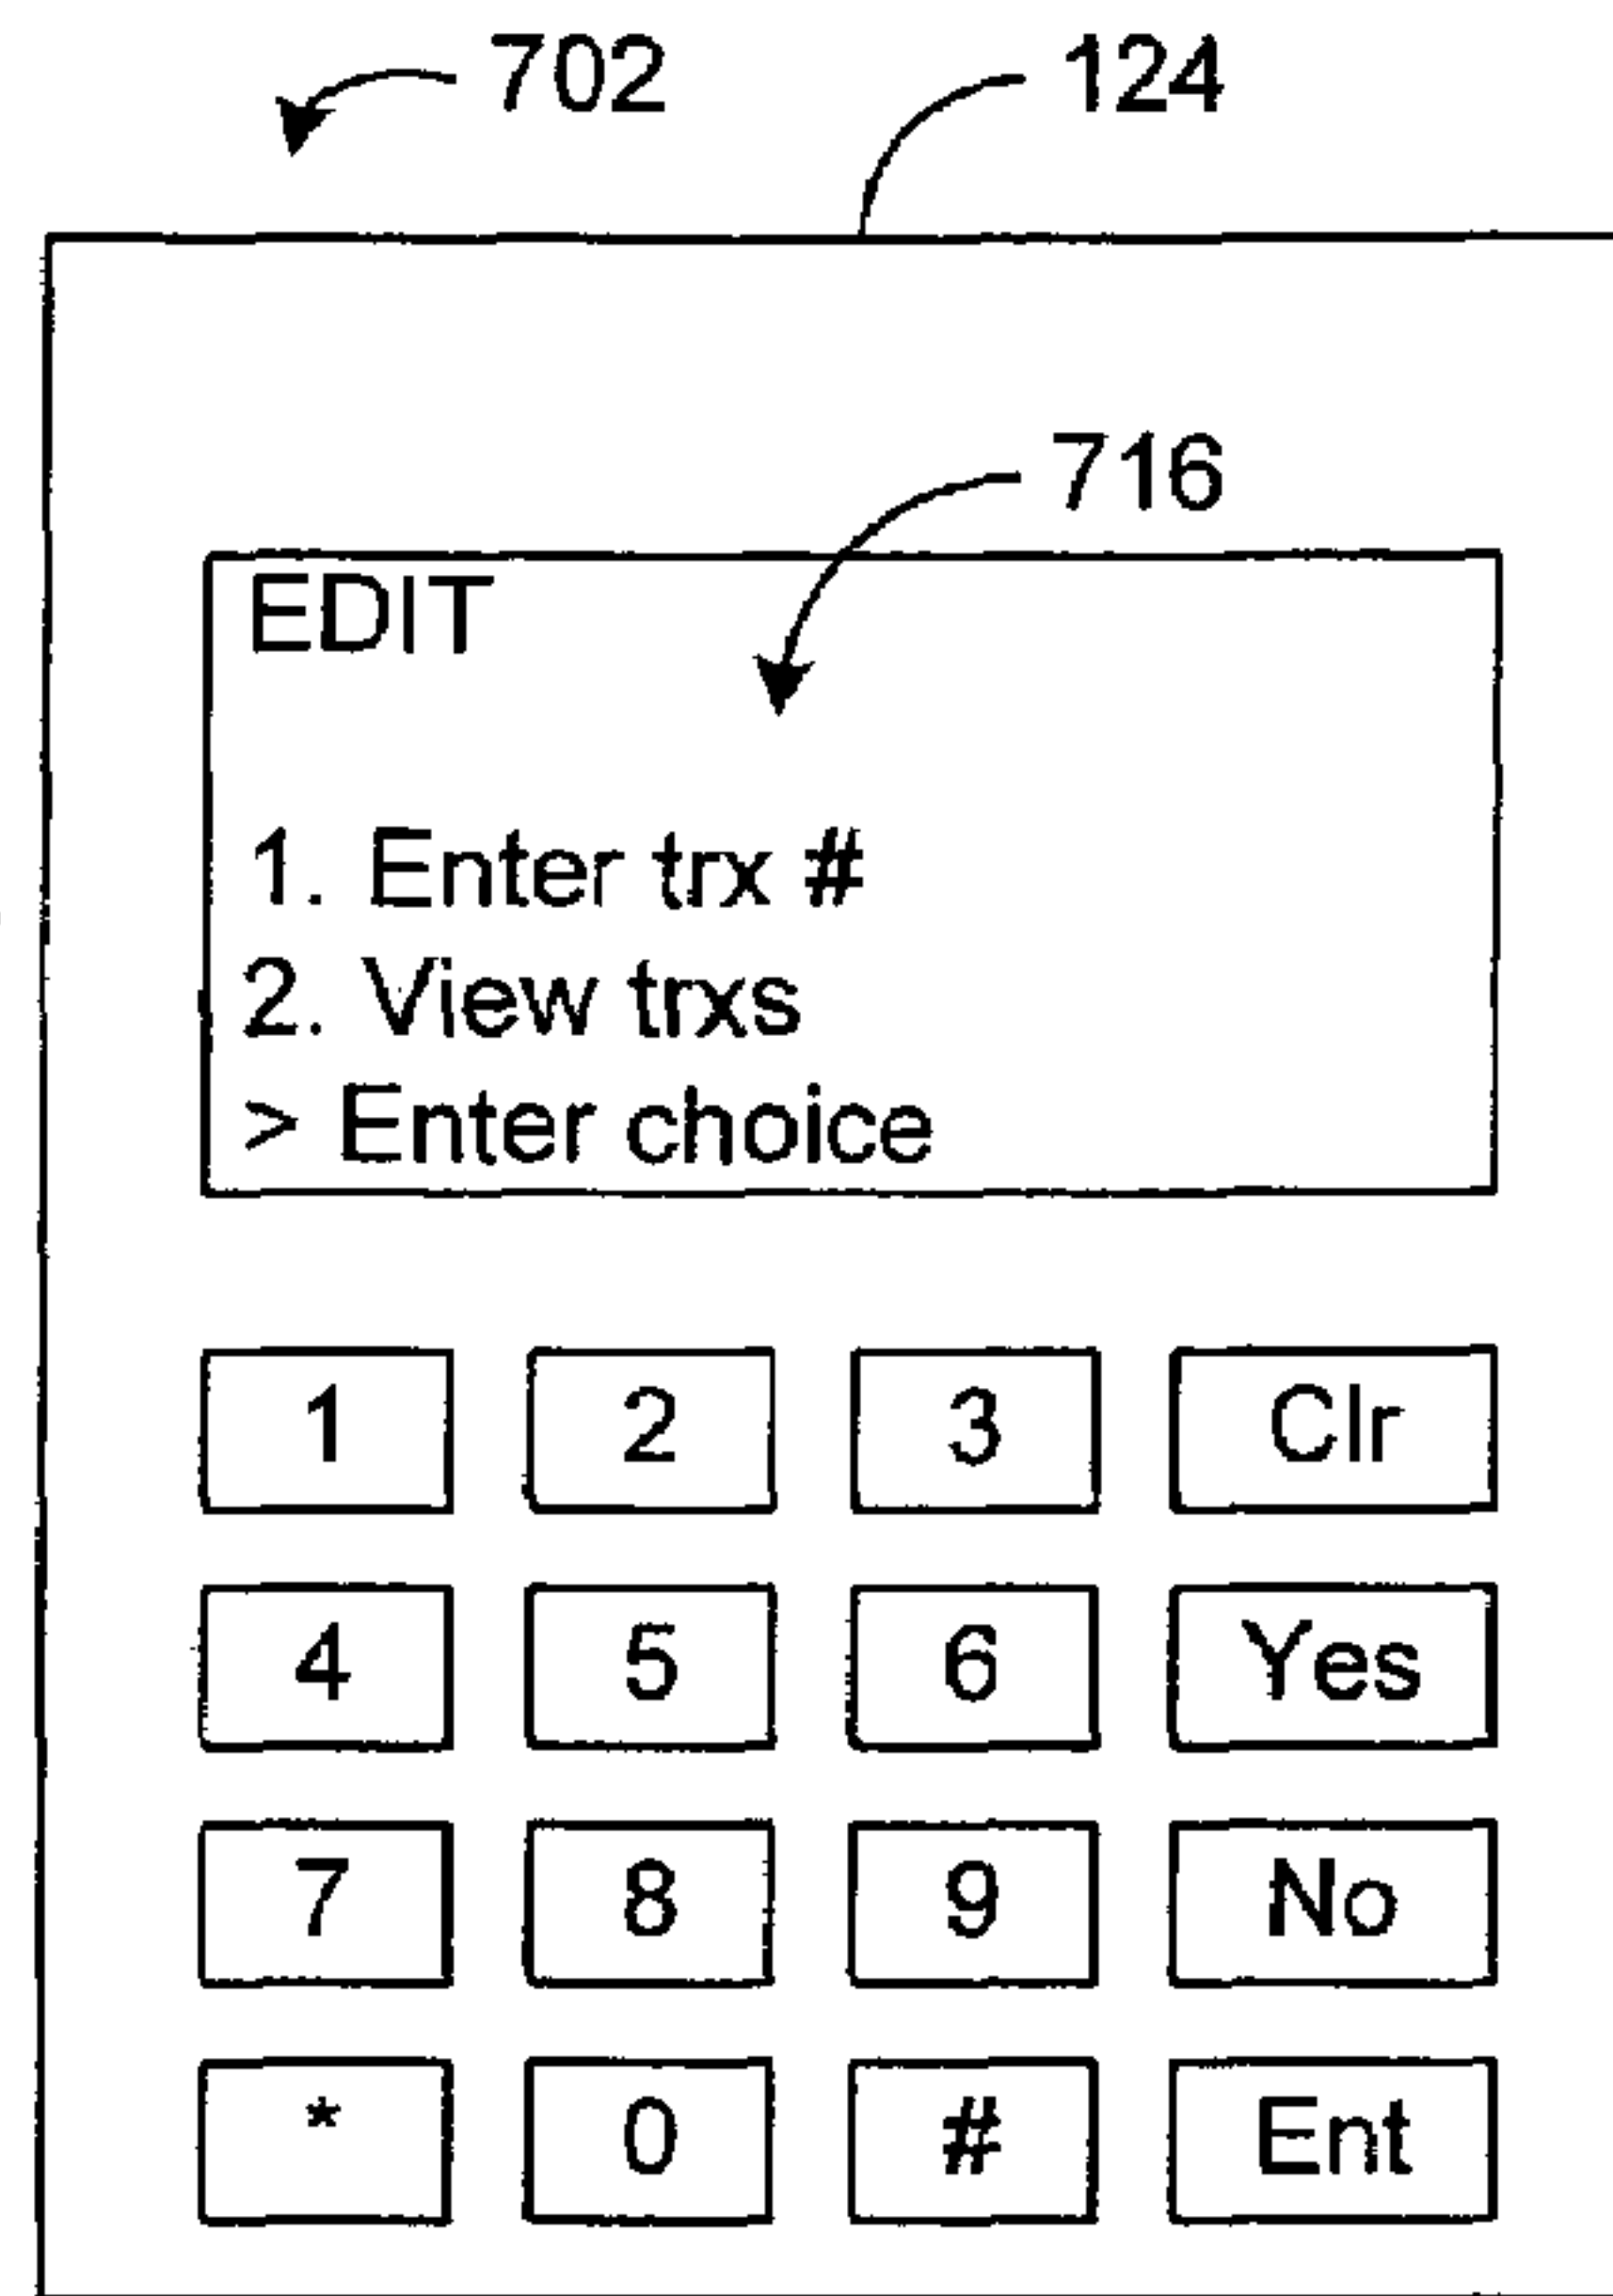 702 124
716
EDIT
1. Enter trx #
2. View trxs
> Enter choice
1 2 3 Clr
4 5 6 Yes
7 8 9 No
* 0 # Ent